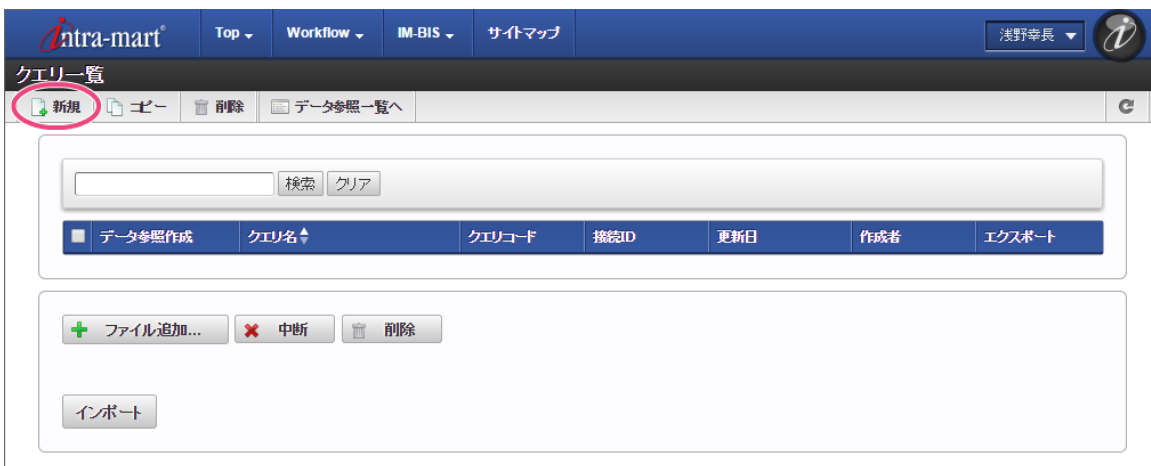 intra-mart® Top Workflow IM-BIS サイトマップ 浅野幸長
クエリ一覧
新規 コピー 削除 データ参照一覧へ
検索 クリア
データ参照作成 クエリ名 クエリコード 接続ID 更新日 作成者 エクスポート
ファイル追加... 中断 削除
インポート